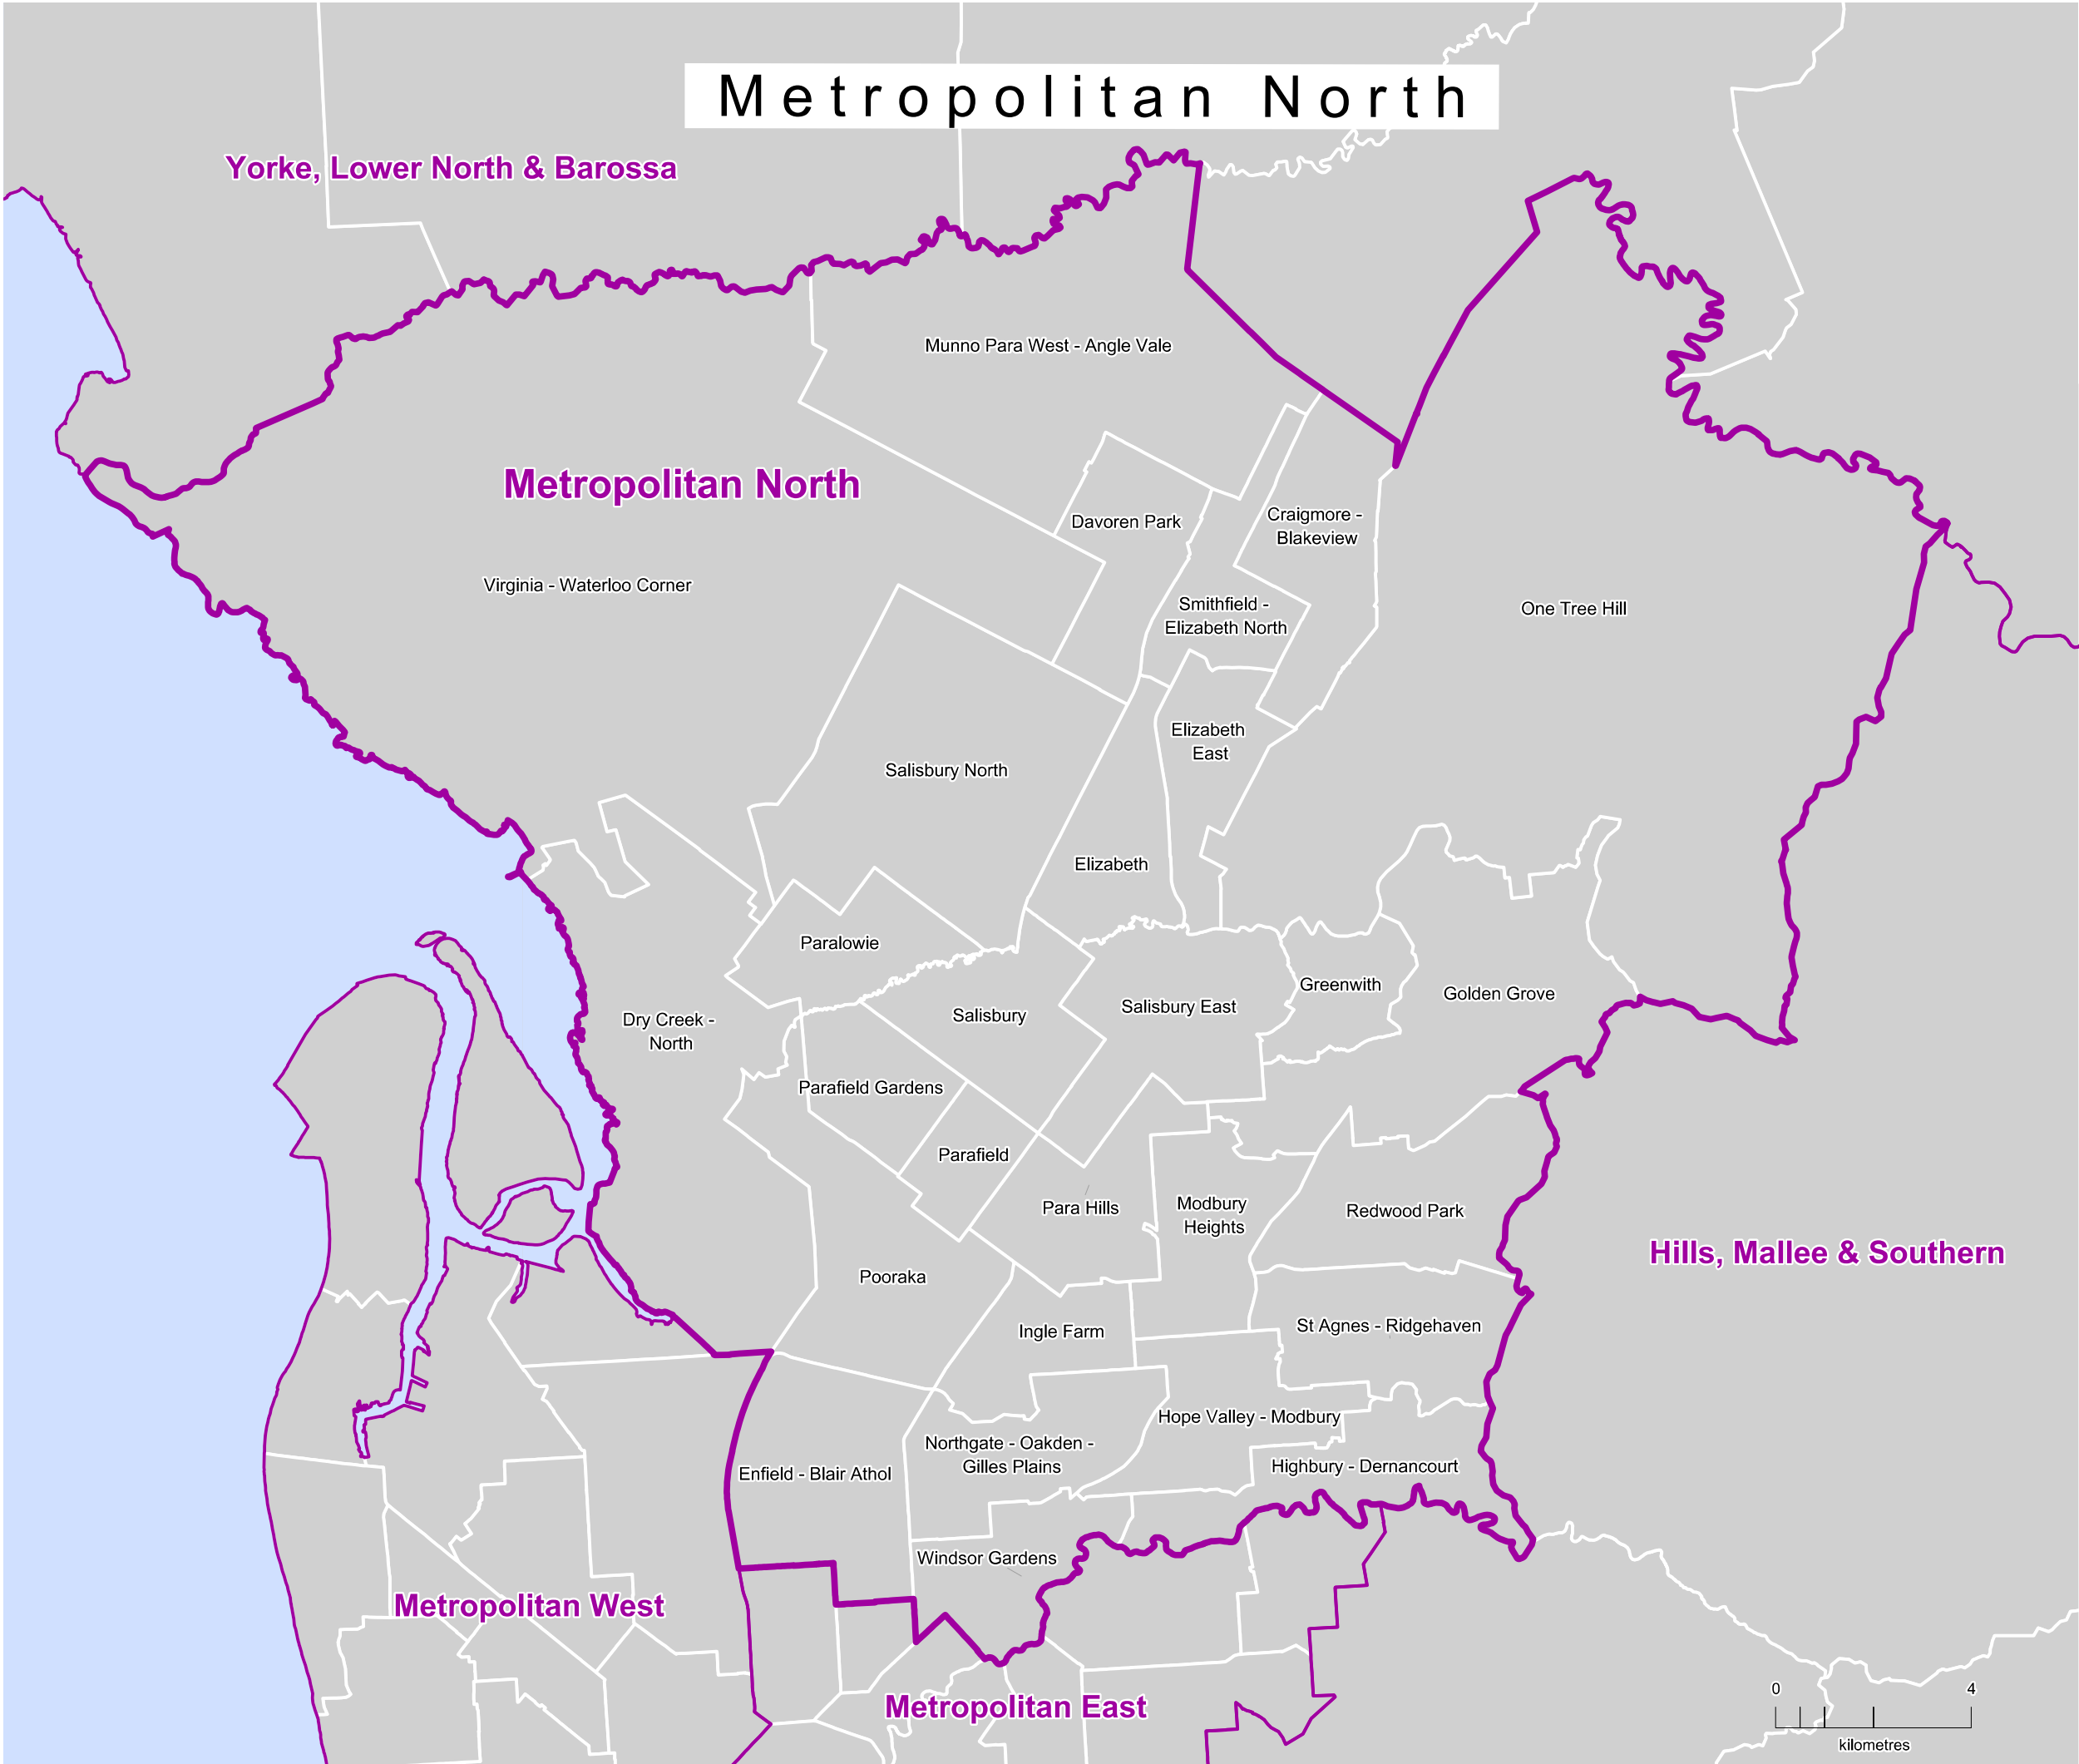 Metropolitan North
Yorke, Lower North & Barossa
Munno Para West - Angle Vale
Metropolitan North
Davoren Park
Craigmore -
Blakeview
Virginia - Waterloo Corner
Smithfield -
Elizabeth North
One Tree Hill
Elizabeth
East
Salisbury North
Elizabeth
Paralowie
Greenwith
Golden Grove
Salisbury East
Salisbury
Dry Creek -
North
Parafield Gardens
Parafield
Para Hills
Modbury
Heights
Redwood Park
Hills, Mallee & Southern
Pooraka
Ingle Farm
St Agnes - Ridgehaven
Hope Valley - Modbury
Northgate - Oakden -
Gilles Plains
Enfield - Blair Athol
Highbury - Dernancourt
Windsor Gardens
Metropolitan West
Metropolitan East
0 4
kilometres